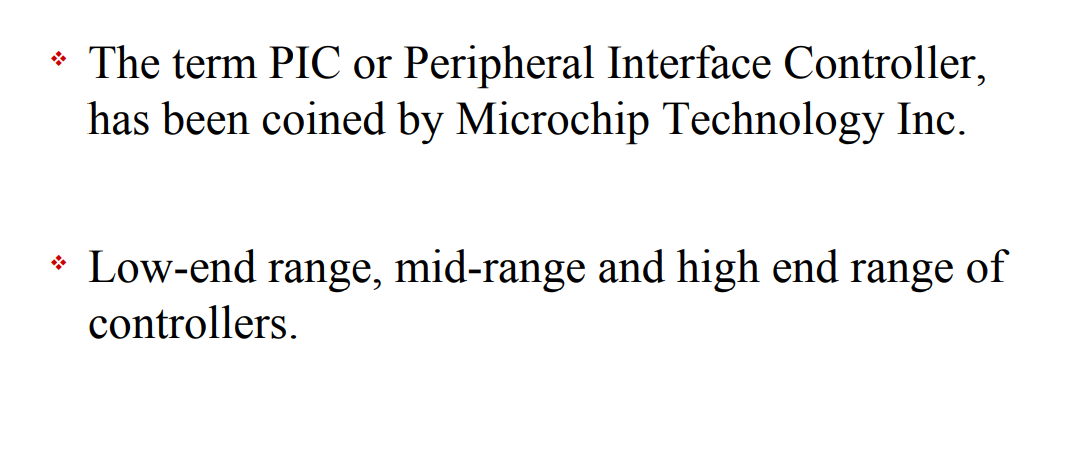 ❖ The term PIC or Peripheral Interface Controller,
has been coined by Microchip Technology Inc.
❖ Low-end range, mid-range and high end range of
controllers.